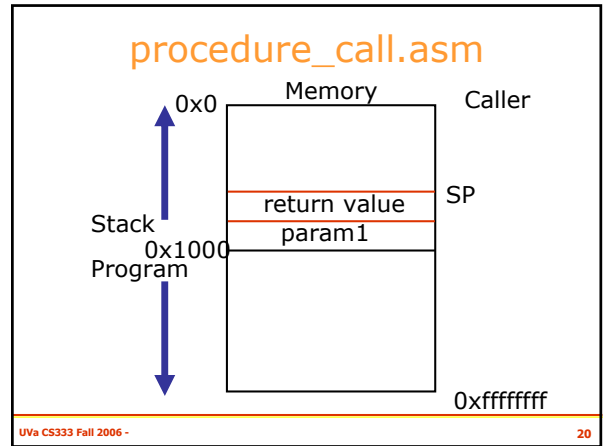 procedure_call.asm
Memory
Caller
0x0
return value
SP
param1
Stack
0x1000
Program
0xffffffff
UVa CS333 Fall 2006 -
20